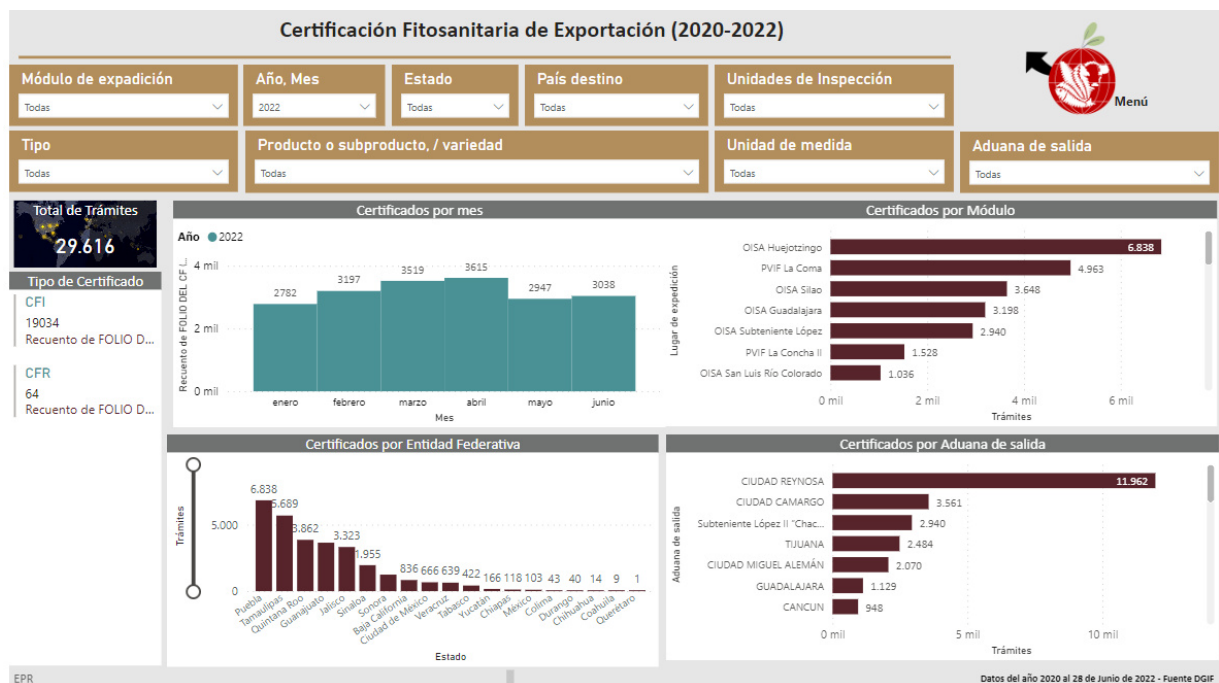 Certificación Fitosanitaria de Exportación (2020-2022)
Menú
Módulo de expadición
Todas
Año, Mes
2022
Estado
Todas
País destino
Todas
Unidades de Inspección
Todas
Tipo
Todas
Producto o subproducto, / variedad
Todas
Unidad de medida
Todas
Aduana de salida
Todas
Total de Trámites
29.616
Tipo de Certificado
CFI
19034
Recuento de FOLIO D...
CFR
64
Recuento de FOLIO D...
Certificados por mes
Año 2022
Recuento de FOLIO DEL CF I...
4 mil
2 mil
0 mil
2782
3197
3519
3615
2947
3038
enero
febrero
marzo
abril
mayo
junio
Mes
Certificados por Módulo
Lugar de expedición
OISA Huejotzingo 6.838
PVIF La Coma 4.963
OISA Silao 3.648
OISA Guadalajara 3.198
OISA Subteniente López 2.940
PVIF La Concha II 1.528
OISA San Luis Río Colorado 1.036
0 mil
2 mil
4 mil
6 mil
Trámites
Certificados por Entidad Federativa
Trámites
5.000
0
6.838
5.689
3.862
3.323
1.955
836
666
639
422
166
118
103
43
40
14
9
1
Puebla
Tamaulipas
Quintana Roo
Guanajuato
Jalisco
Sinaloa
Sonora
Baja California
Ciudad de México
Veracruz
Tabasco
Yucatán
Chiapas
México
Colima
Durango
Chihuahua
Coahuila
Querétaro
Estado
Certificados por Aduana de salida
Aduana de salida
CIUDAD REYNOSA 11.962
CIUDAD CAMARGO 3.561
Subteniente López II "Chac... 2.940
TIJUANA 2.484
CIUDAD MIGUEL ALEMÁN 2.070
GUADALAJARA 1.129
CANCUN 948
0 mil
5 mil
10 mil
Trámites
EPR
Datos del año 2020 al 28 de Junio de 2022 - Fuente DGIF